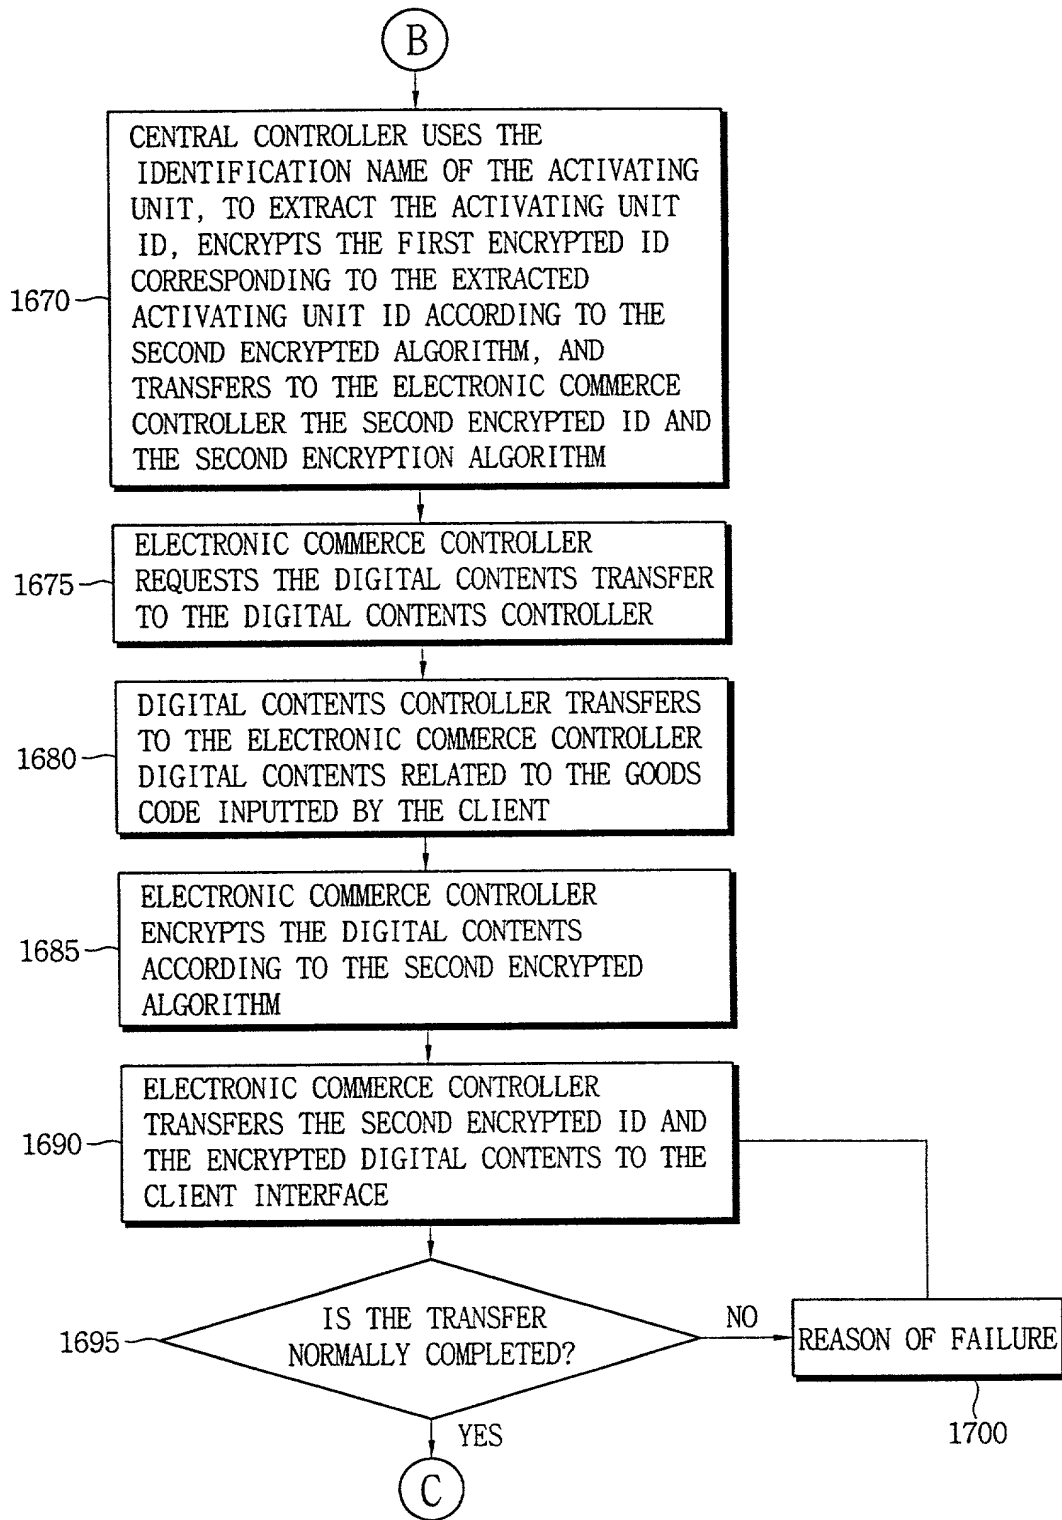 B
CENTRAL CONTROLLER USES THE
IDENTIFICATION NAME OF THE ACTIVATING
UNIT, TO EXTRACT THE ACTIVATING UNIT
ID, ENCRYPTS THE FIRST ENCRYPTED ID
CORRESPONDING TO THE EXTRACTED
ACTIVATING UNIT ID ACCORDING TO THE
SECOND ENCRYPTED ALGORITHM, AND
TRANSFERS TO THE ELECTRONIC COMMERCE
CONTROLLER THE SECOND ENCRYPTED ID AND
THE SECOND ENCRYPTION ALGORITHM
1670
ELECTRONIC COMMERCE CONTROLLER
REQUESTS THE DIGITAL CONTENTS TRANSFER
TO THE DIGITAL CONTENTS CONTROLLER
1675
DIGITAL CONTENTS CONTROLLER TRANSFERS
TO THE ELECTRONIC COMMERCE CONTROLLER
DIGITAL CONTENTS RELATED TO THE GOODS
CODE INPUTTED BY THE CLIENT
1680
ELECTRONIC COMMERCE CONTROLLER
ENCRYPTS THE DIGITAL CONTENTS
ACCORDING TO THE SECOND ENCRYPTED
ALGORITHM
1685
ELECTRONIC COMMERCE CONTROLLER
TRANSFERS THE SECOND ENCRYPTED ID AND
THE ENCRYPTED DIGITAL CONTENTS TO THE
CLIENT INTERFACE
1690
IS THE TRANSFER
NORMALLY COMPLETED?
1695
NO
REASON OF FAILURE
1700
YES
C